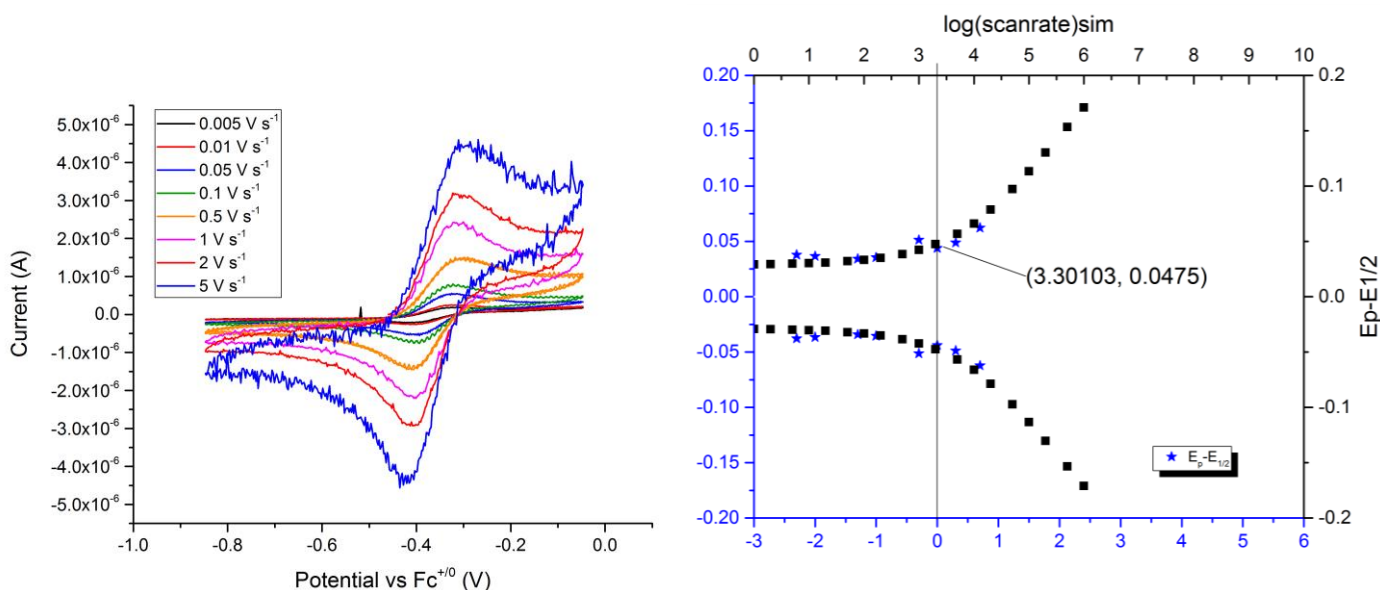 5.0x10⁻⁶
4.0x10⁻⁶
3.0x10⁻⁶
2.0x10⁻⁶
1.0x10⁻⁶
0.0
-1.0x10⁻⁶
-2.0x10⁻⁶
-3.0x10⁻⁶
-4.0x10⁻⁶
-5.0x10⁻⁶
Current (A)
0.005 V s⁻¹
0.01 V s⁻¹
0.05 V s⁻¹
0.1 V s⁻¹
0.5 V s⁻¹
1 V s⁻¹
2 V s⁻¹
5 V s⁻¹
-1.0 -0.8 -0.6 -0.4 -0.2 0.0
Potential vs Fc⁺ᐟ⁰ (V)
log(scanrate)sim
0 1 2 3 4 5 6 7 8 9 10
0.20
0.15
0.10
0.05
0.00
-0.05
-0.10
-0.15
-0.20
(3.30103, 0.0475)
Eₚ-E₁/₂
0.2
0.1
0.0
-0.1
-0.2
Ep-E1/2
-3 -2 -1 0 1 2 3 4 5 6